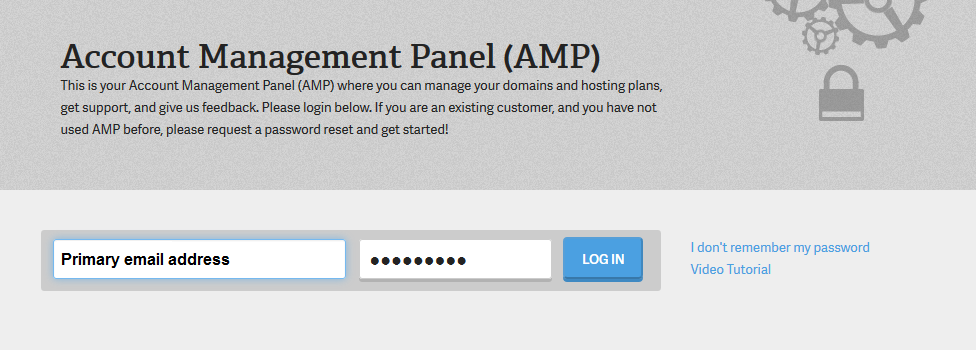 Account Management Panel (AMP)
This is your Account Management Panel (AMP) where you can manage your domains and hosting plans,
get support, and give us feedback. Please login below. If you are an existing customer, and you have not
used AMP before, please request a password reset and get started!
Primary email address
●●●●●●●●●
LOG IN
I don't remember my password
Video Tutorial